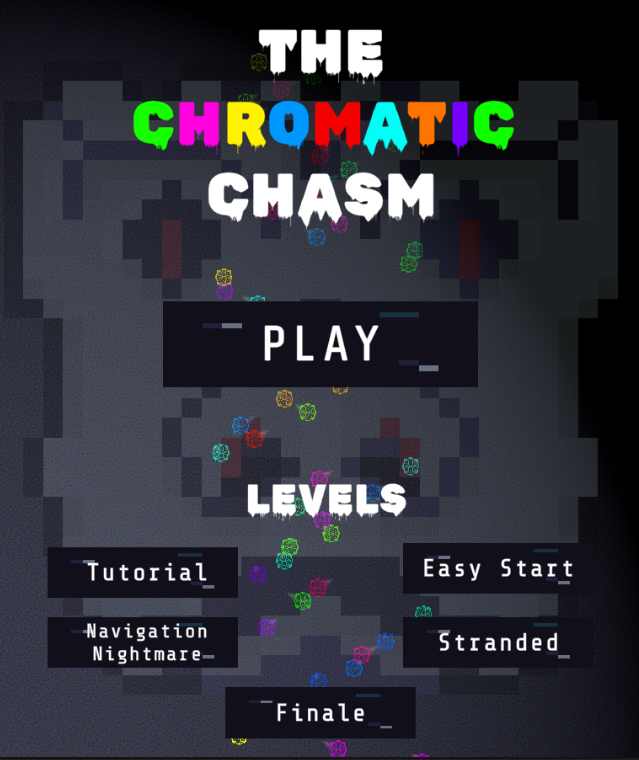 THE
CHROMATIC
CHASM
PLAY
LEVELS
Tutorial
Easy Start
Navigation
Nightmare
Stranded
Finale